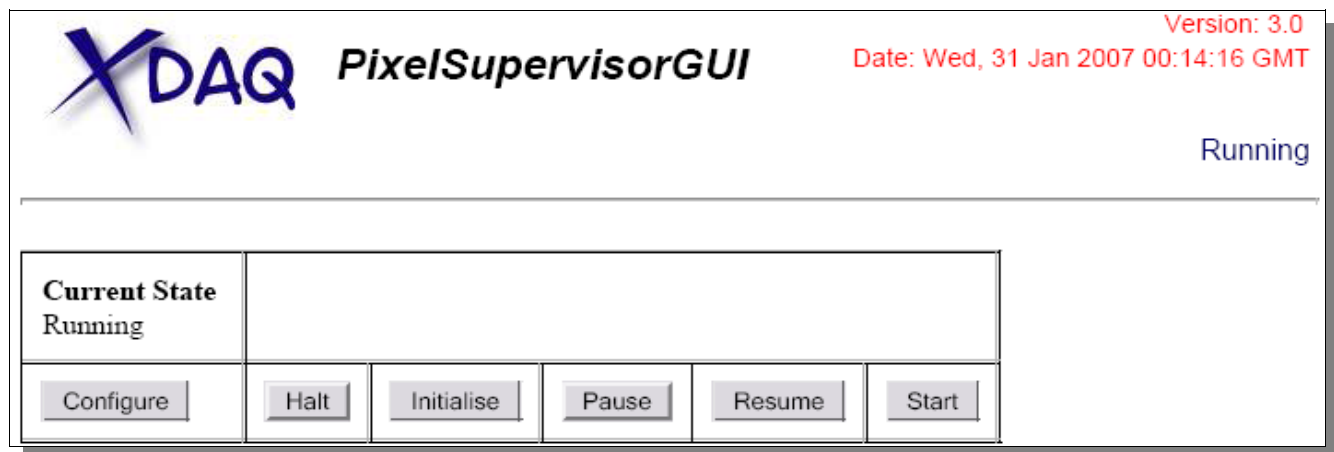 XDAQ
PixelSupervisorGUI
Version: 3.0
Date: Wed, 31 Jan 2007 00:14:16 GMT
Running
Current State
Running
Configure
Halt
Initialise
Pause
Resume
Start